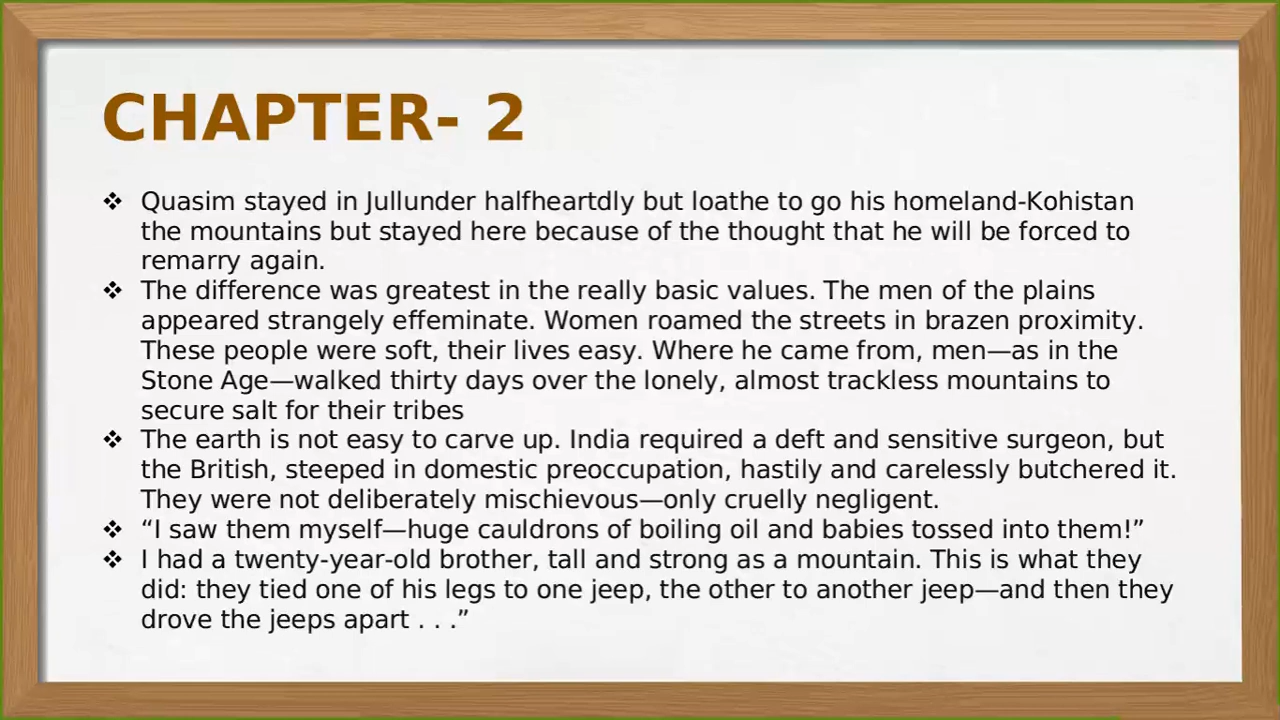 CHAPTER- 2
❖ Quasim stayed in Jullunder halfheartdly but loathe to go his homeland-Kohistan
the mountains but stayed here because of the thought that he will be forced to
remarry again.
❖ The difference was greatest in the really basic values. The men of the plains
appeared strangely effeminate. Women roamed the streets in brazen proximity.
These people were soft, their lives easy. Where he came from, men—as in the
Stone Age—walked thirty days over the lonely, almost trackless mountains to
secure salt for their tribes
❖ The earth is not easy to carve up. India required a deft and sensitive surgeon, but
the British, steeped in domestic preoccupation, hastily and carelessly butchered it.
They were not deliberately mischievous—only cruelly negligent.
❖ “I saw them myself—huge cauldrons of boiling oil and babies tossed into them!”
❖ I had a twenty-year-old brother, tall and strong as a mountain. This is what they
did: they tied one of his legs to one jeep, the other to another jeep—and then they
drove the jeeps apart . . .”